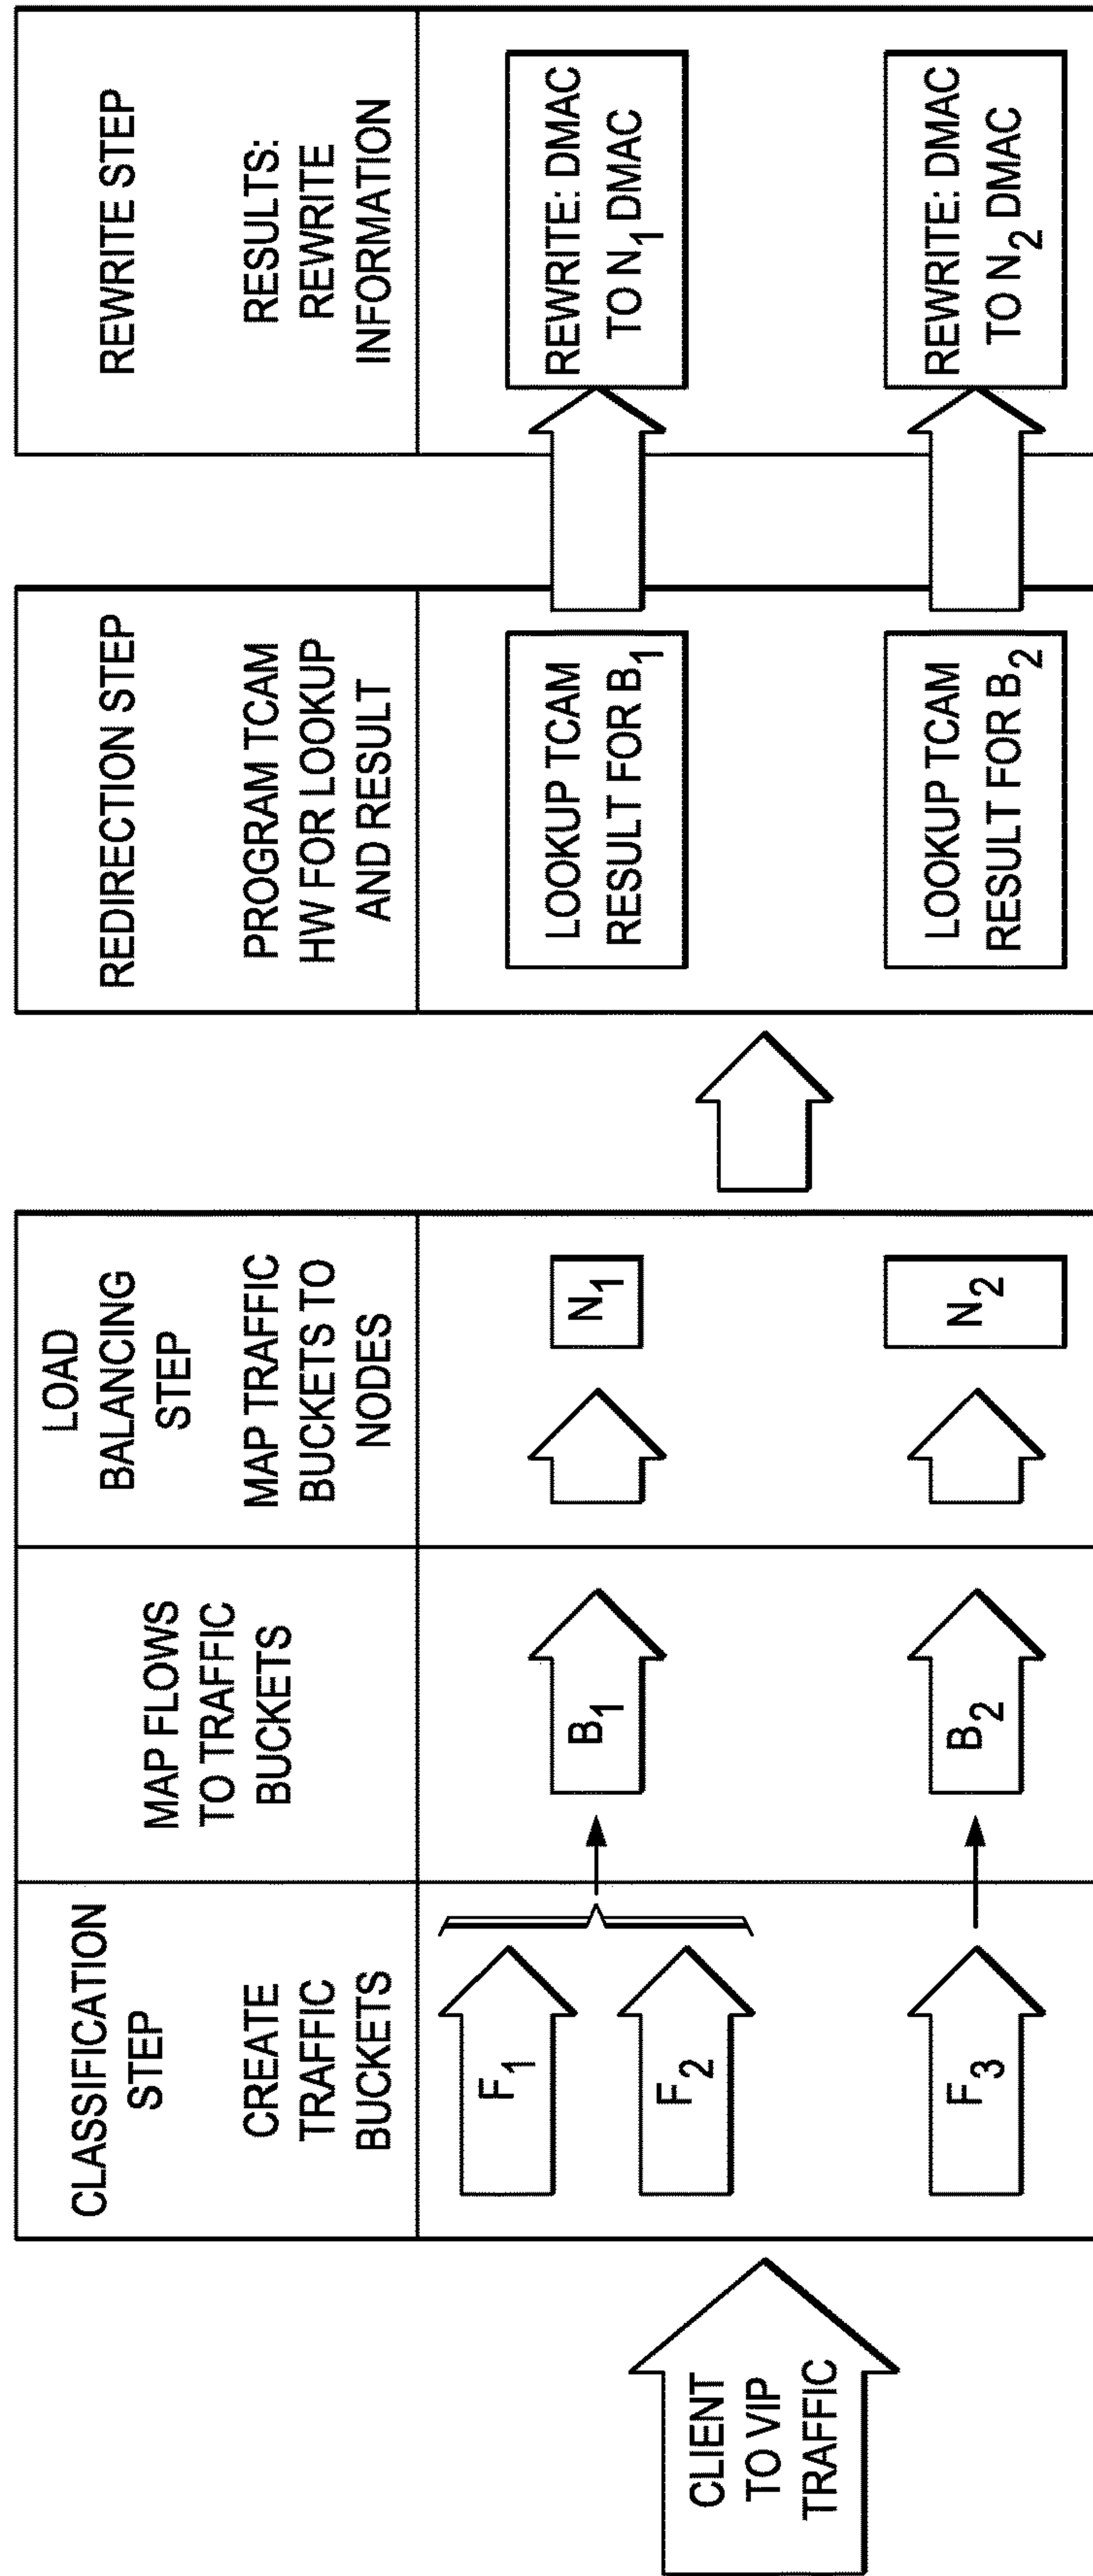 CLIENT
TO VIP
TRAFFIC
CLASSIFICATION
STEP
CREATE
TRAFFIC
BUCKETS
F1
F2
F3
MAP FLOWS
TO TRAFFIC
BUCKETS
B1
B2
LOAD
BALANCING
STEP
MAP TRAFFIC
BUCKETS TO
NODES
N1
N2
REDIRECTION STEP
PROGRAM TCAM
HW FOR LOOKUP
AND RESULT
LOOKUP TCAM
RESULT FOR B1
LOOKUP TCAM
RESULT FOR B2
REWRITE STEP
RESULTS:
REWRITE
INFORMATION
REWRITE: DMAC
TO N1 DMAC
REWRITE: DMAC
TO N2 DMAC